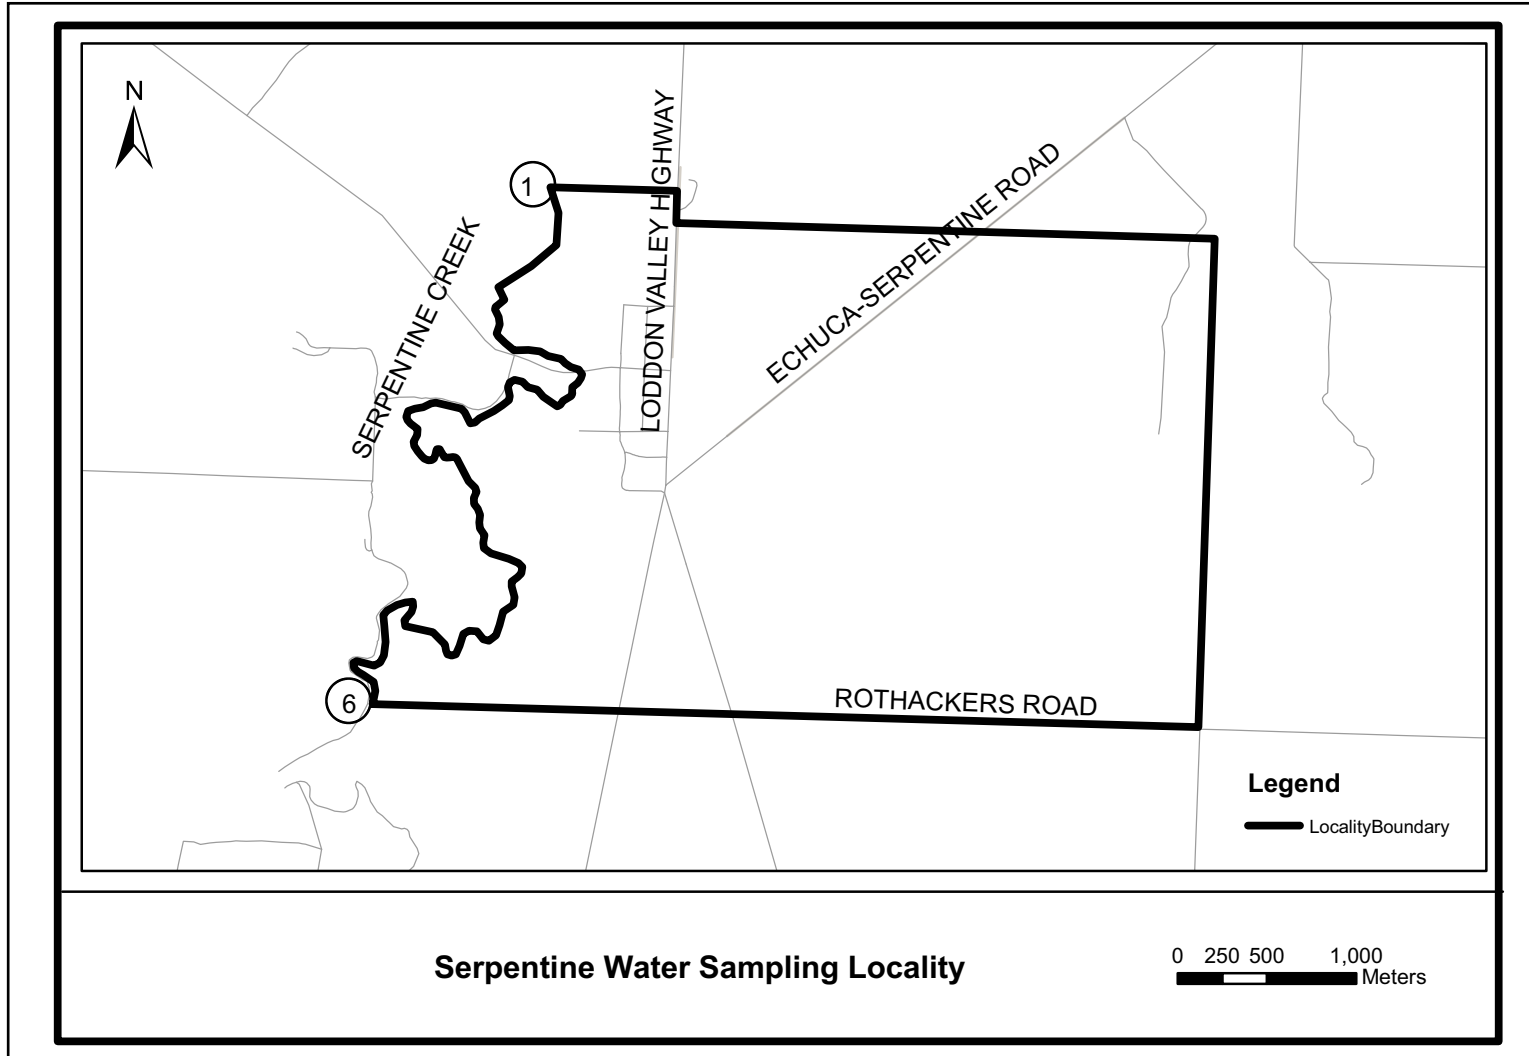 N
1
LODDON VALLEY HIGHWAY
ECHUCA-SERPENTINE ROAD
SERPENTINE CREEK
6
ROTHACKERS ROAD
Legend
LocalityBoundary
Serpentine Water Sampling Locality
0 250 500 1,000
Meters